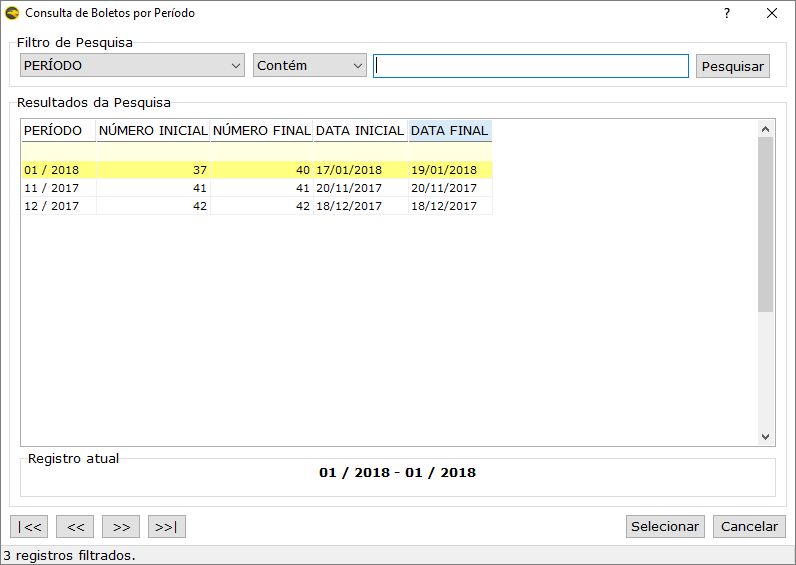 Consulta de Boletos por Período
?
Filtro de Pesquisa
PERÍODO Contém Pesquisar
Resultados da Pesquisa
PERÍODO NÚMERO INICIAL NÚMERO FINAL DATA INICIAL DATA FINAL
01 / 2018 37 40 17/01/2018 19/01/2018
11 / 2017 41 41 20/11/2017 20/11/2017
12 / 2017 42 42 18/12/2017 18/12/2017
Registro atual
01 / 2018 - 01 / 2018
|<< << >> >>| Selecionar Cancelar
3 registros filtrados.